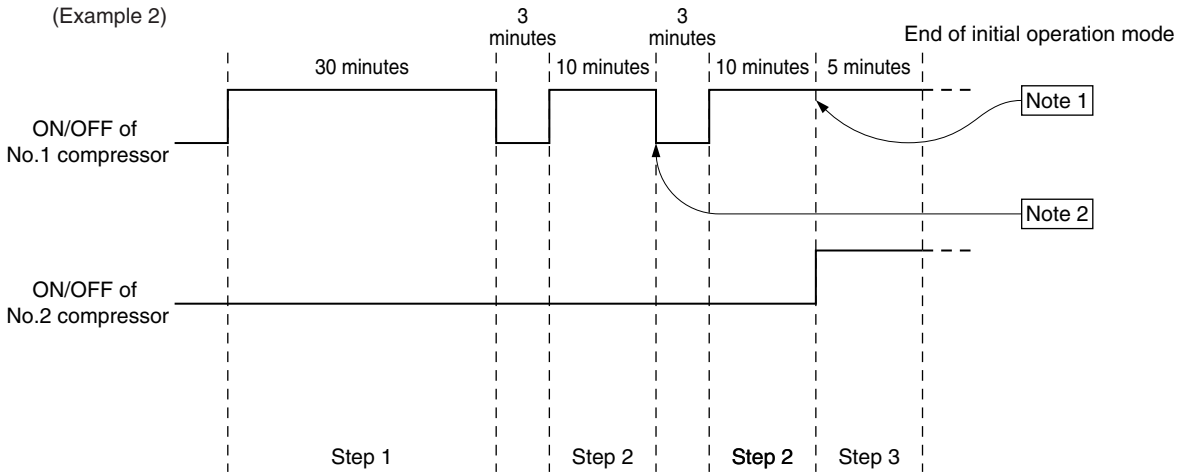 (Example 2)
3
minutes
3
minutes
End of initial operation mode
30 minutes
10 minutes
10 minutes
5 minutes
Note 1
ON/OFF of
No.1 compressor
Note 2
ON/OFF of
No.2 compressor
Step 1
Step 2
Step 2
Step 3